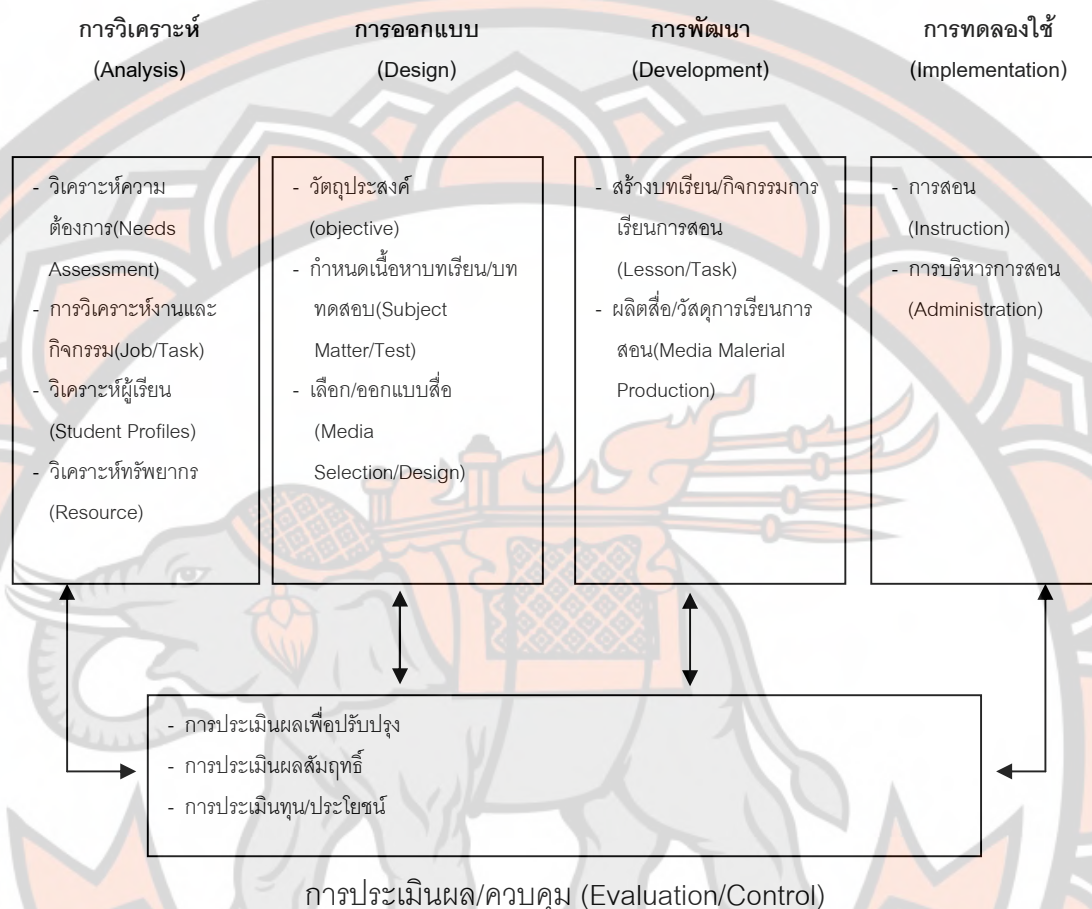 การวิเคราะห์
(Analysis)
การออกแบบ
(Design)
การพัฒนา
(Development)
การทดลองใช้
(Implementation)
- วิเคราะห์ความ
ต้องการ(Needs
Assessment)
- การวิเคราะห์งานและ
กิจกรรม(Job/Task)
- วิเคราะห์ผู้เรียน
(Student Profiles)
- วิเคราะห์ทรัพยากร
(Resource)
- วัตถุประสงค์
(objective)
- กำหนดเนื้อหาบทเรียน/บท
ทดสอบ(Subject
Matter/Test)
- เลือก/ออกแบบสื่อ
(Media
Selection/Design)
- สร้างบทเรียน/กิจกรรมการ
เรียนการสอน
(Lesson/Task)
- ผลิตสื่อ/วัสดุการเรียนการ
สอน(Media Malerial
Production)
- การสอน
(Instruction)
- การบริหารการสอน
(Administration)
- การประเมินผลเพื่อปรับปรุง
- การประเมินผลสัมฤทธิ์
- การประเมินทุน/ประโยชน์
การประเมินผล/ควบคุม (Evaluation/Control)